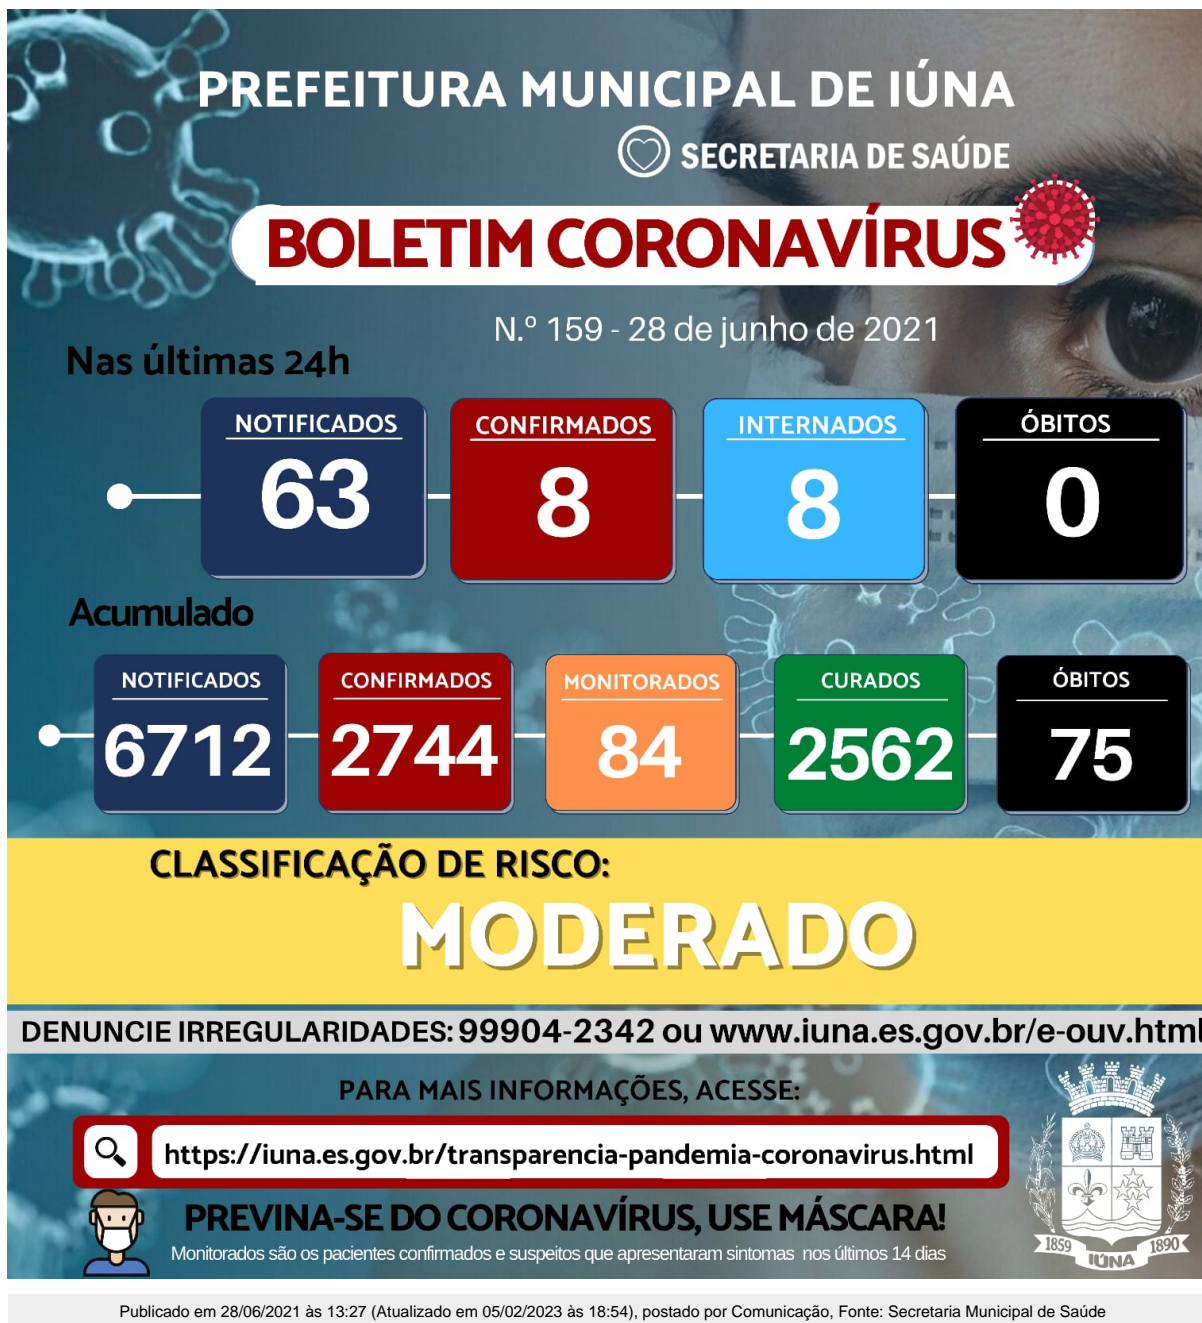 PREFEITURA MUNICIPAL DE IÚNA
SECRETARIA DE SAÚDE
BOLETIM CORONAVÍRUS
N.º 159 - 28 de junho de 2021
Nas últimas 24h
NOTIFICADOS CONFIRMADOS INTERNADOS ÓBITOS
63 8 8 0
Acumulado
NOTIFICADOS CONFIRMADOS MONITORADOS CURADOS ÓBITOS
6712 2744 84 2562 75
CLASSIFICAÇÃO DE RISCO:
MODERADO
DENUNCIE IRREGULARIDADES: 99904-2342 ou www.iuna.es.gov.br/e-ouv.html
PARA MAIS INFORMAÇÕES, ACESSE:
https://iuna.es.gov.br/transparencia-pandemia-coronavirus.html
PREVINA-SE DO CORONAVÍRUS, USE MÁSCARA!
Monitorados são os pacientes confirmados e suspeitos que apresentaram sintomas nos últimos 14 dias
1859 IÚNA 1890
Publicado em 28/06/2021 às 13:27 (Atualizado em 05/02/2023 às 18:54), postado por Comunicação, Fonte: Secretaria Municipal de Saúde